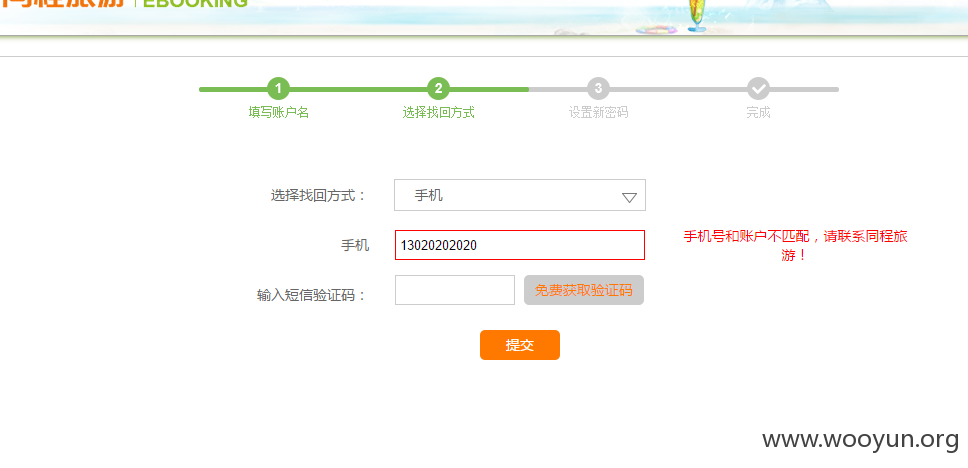 同程旅游 EBOOKING
1 2 3
填写账户名 选择找回方式 设置新密码 完成
选择找回方式： 手机
手机 13020202020 手机号和账户不匹配，请联系同程旅
游！
输入短信验证码： 免费获取验证码
提交
www.wooyun.org